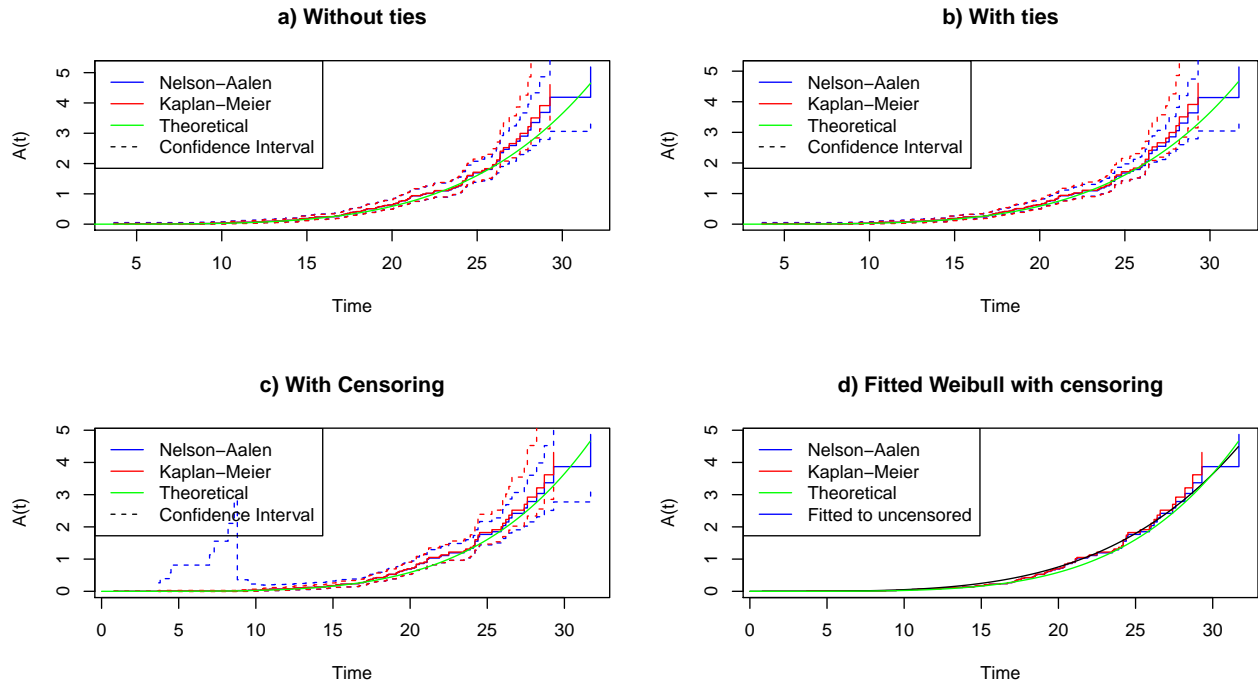 a) Without ties
A(t)
0 1 2 3 4 5
Nelson−Aalen
Kaplan−Meier
Theoretical
Confidence Interval
5 10 15 20 25 30
Time
b) With ties
A(t)
0 1 2 3 4 5
Nelson−Aalen
Kaplan−Meier
Theoretical
Confidence Interval
5 10 15 20 25 30
Time
c) With Censoring
A(t)
0 1 2 3 4 5
Nelson−Aalen
Kaplan−Meier
Theoretical
Confidence Interval
0 5 10 15 20 25 30
Time
d) Fitted Weibull with censoring
A(t)
0 1 2 3 4 5
Nelson−Aalen
Kaplan−Meier
Theoretical
Fitted to uncensored
0 5 10 15 20 25 30
Time